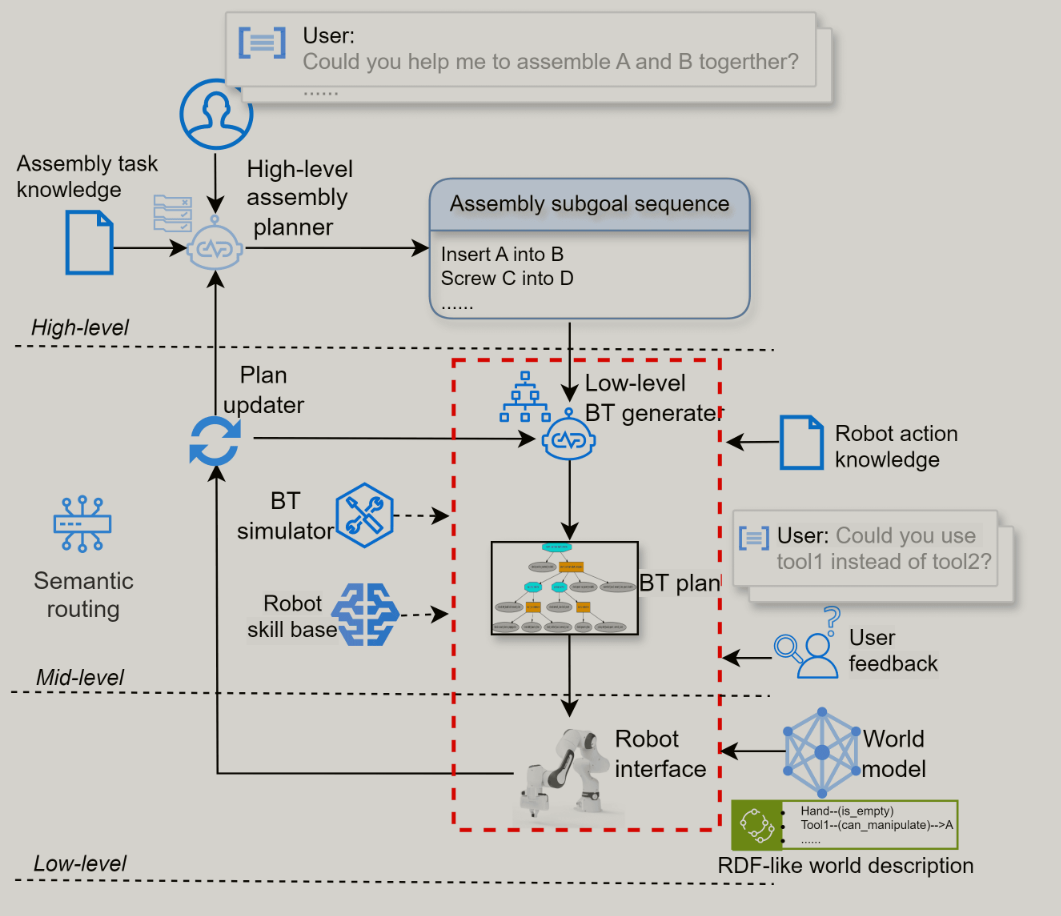 User:
Could you help me to assemble A and B togerther?
......
Assembly task
knowledge
High-level
assembly
planner
Assembly subgoal sequence
Insert A into B
Screw C into D
......
High-level
Plan
updater
Low-level
BT generater
Robot action
knowledge
BT
simulator
User: Could you use
tool1 instead of tool2?
Semantic
routing
BT plan
Robot
skill base
User
feedback
Mid-level
Robot
interface
World
model
Hand--(is_empty)
Tool1--(can_manipulate)-->A
......
Low-level
RDF-like world description